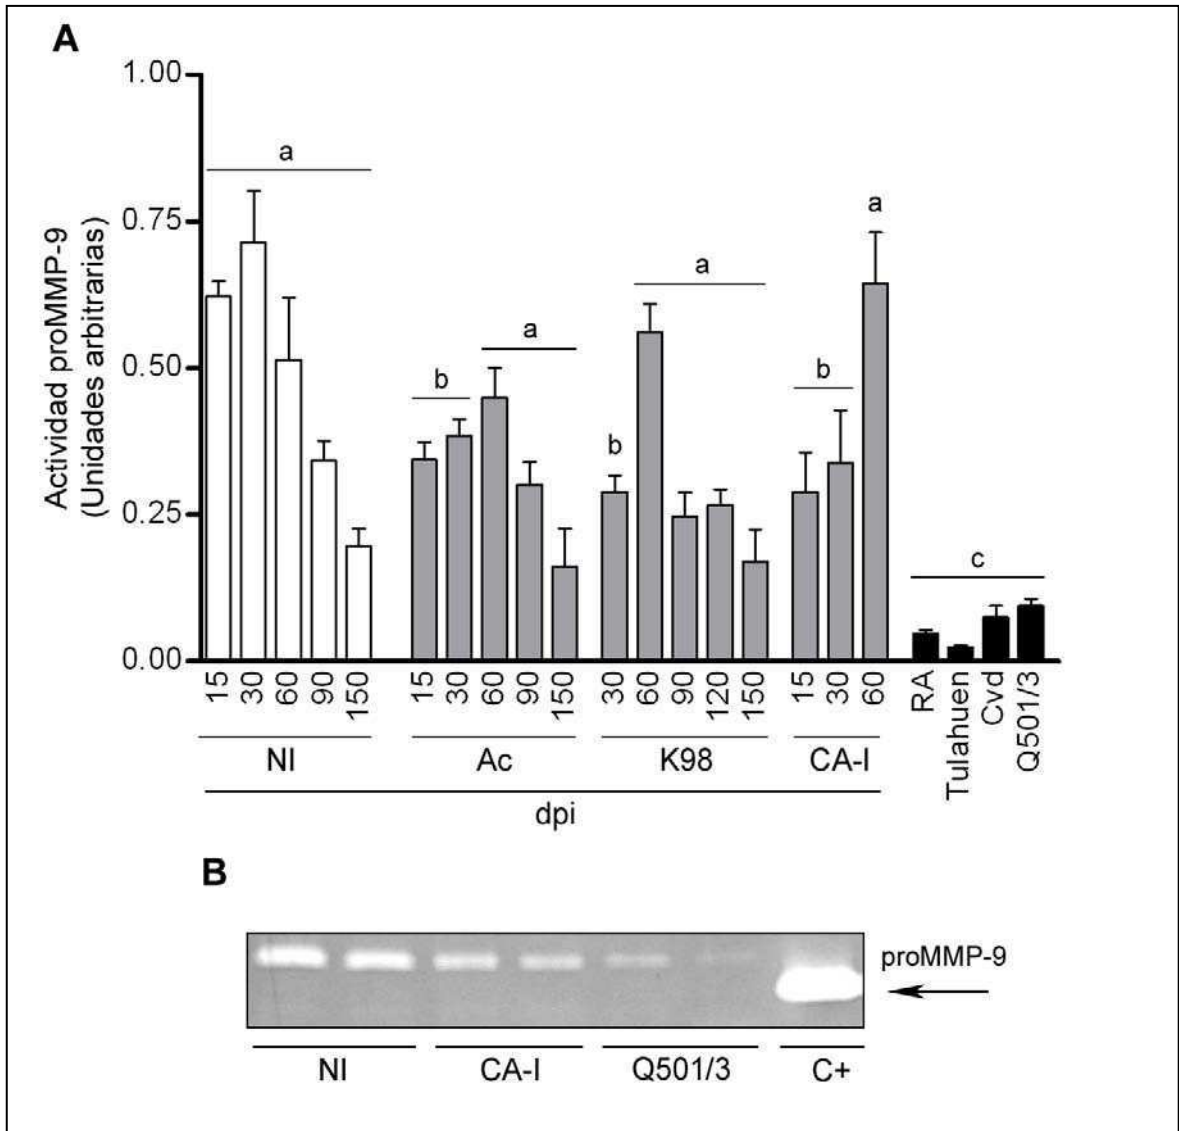 A
Actividad proMMP-9
(Unidades arbitrarias)
1.00
0.75
0.50
0.25
0.00
a
b
a
b
a
b
a
c
15 30 60 90 150
15 30 60 90 150
30 60 90 120 150
15 30 60
RA
Tulahuen
Cvd
Q501/3
NI Ac K98 CA-I
dpi
B
proMMP-9
NI CA-I Q501/3 C+